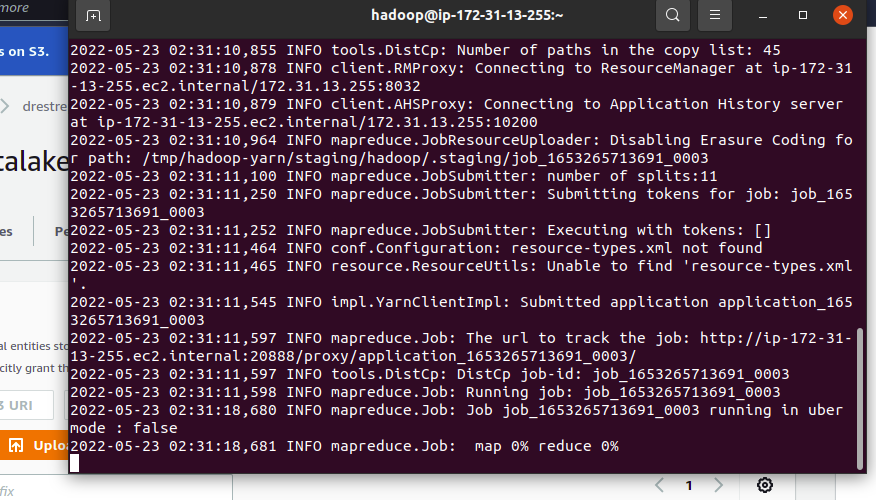 more
hadoop@ip-172-31-13-255:~
s on S3.
drestre
talake
es
Pe
al entities sto
citly grant th
3 URI
Uploa
fix
2022-05-23 02:31:10,855 INFO tools.DistCp: Number of paths in the copy list: 45
2022-05-23 02:31:10,878 INFO client.RMProxy: Connecting to ResourceManager at ip-172-31
-13-255.ec2.internal/172.31.13.255:8032
2022-05-23 02:31:10,879 INFO client.AHSProxy: Connecting to Application History server
at ip-172-31-13-255.ec2.internal/172.31.13.255:10200
2022-05-23 02:31:10,964 INFO mapreduce.JobResourceUploader: Disabling Erasure Coding fo
r path: /tmp/hadoop-yarn/staging/hadoop/.staging/job_1653265713691_0003
2022-05-23 02:31:11,100 INFO mapreduce.JobSubmitter: number of splits:11
2022-05-23 02:31:11,250 INFO mapreduce.JobSubmitter: Submitting tokens for job: job_165
3265713691_0003
2022-05-23 02:31:11,252 INFO mapreduce.JobSubmitter: Executing with tokens: []
2022-05-23 02:31:11,464 INFO conf.Configuration: resource-types.xml not found
2022-05-23 02:31:11,465 INFO resource.ResourceUtils: Unable to find 'resource-types.xml
'.
2022-05-23 02:31:11,545 INFO impl.YarnClientImpl: Submitted application application_165
3265713691_0003
2022-05-23 02:31:11,597 INFO mapreduce.Job: The url to track the job: http://ip-172-31-
13-255.ec2.internal:20888/proxy/application_1653265713691_0003/
2022-05-23 02:31:11,597 INFO tools.DistCp: DistCp job-id: job_1653265713691_0003
2022-05-23 02:31:11,598 INFO mapreduce.Job: Running job: job_1653265713691_0003
2022-05-23 02:31:18,680 INFO mapreduce.Job: Job job_1653265713691_0003 running in uber
mode : false
2022-05-23 02:31:18,681 INFO mapreduce.Job:  map 0% reduce 0%
1